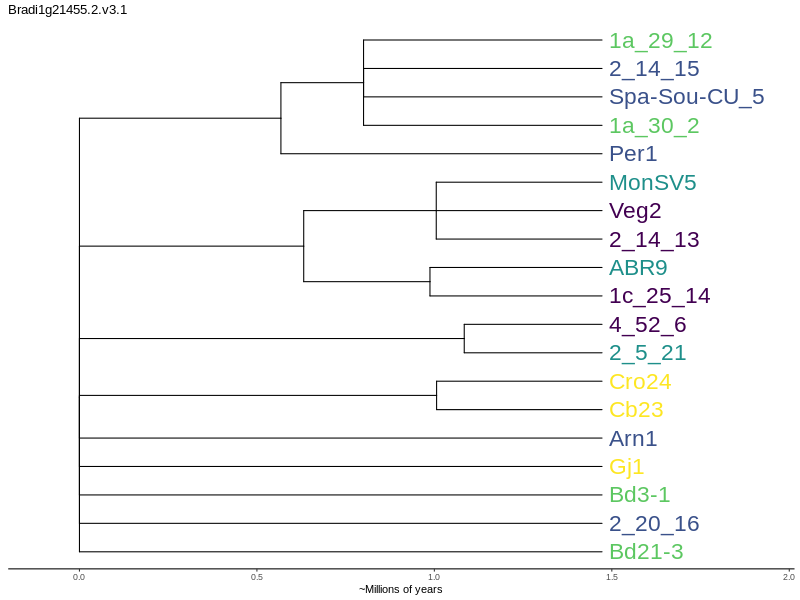 Bradi1g21455.2.v3.1
1a_29_12
2_14_15
Spa-Sou-CU_5
1a_30_2
Per1
MonSV5
Veg2
2_14_13
ABR9
1c_25_14
4_52_6
2_5_21
Cro24
Cb23
Arn1
Gj1
Bd3-1
2_20_16
Bd21-3
0.0 0.5 1.0 1.5 2.0
~Millions of years